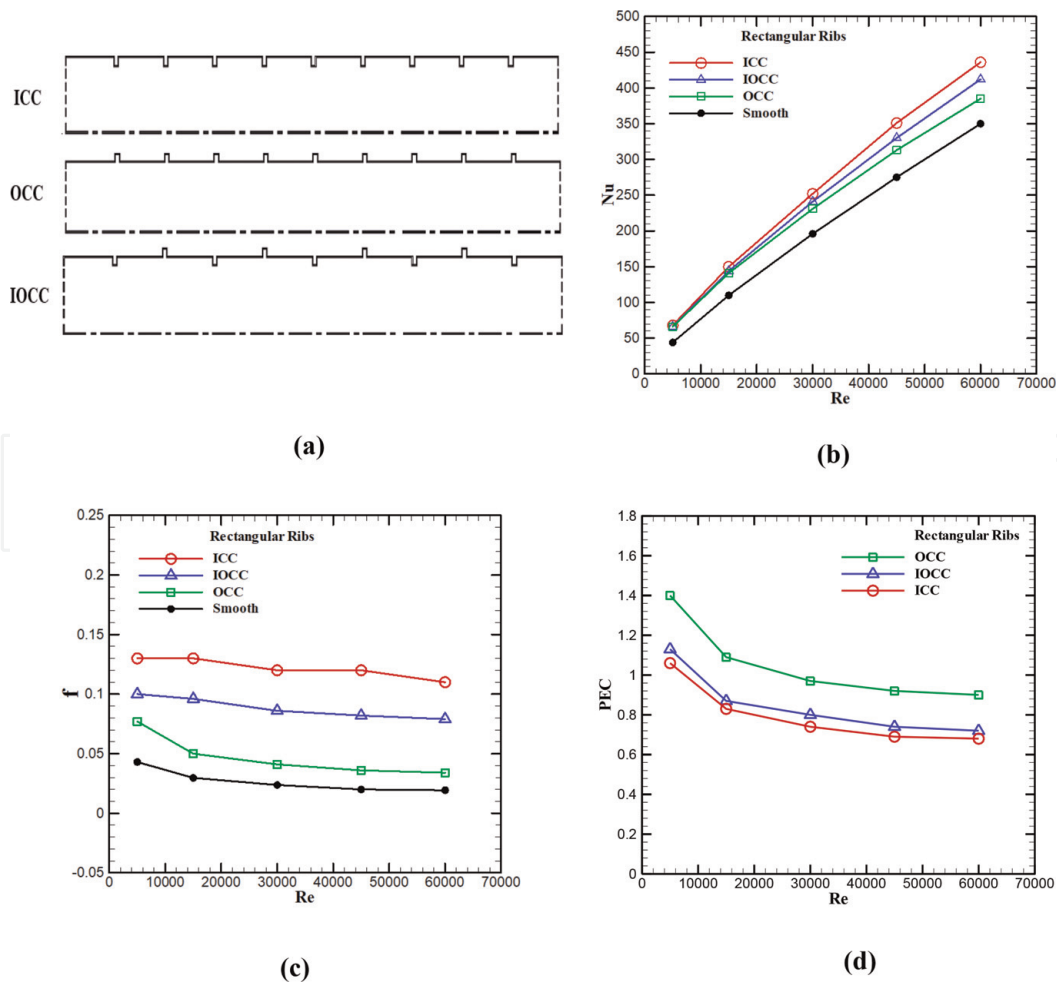 ICC
OCC
IOCC
(a)
500
450
400
350
300
250
200
150
100
50
0
Nu
Rectangular Ribs
ICC
IOCC
OCC
Smooth
0 10000 20000 30000 40000 50000 60000 70000
Re
(b)
0.25
0.2
0.15
0.1
0.05
0
-0.05
f
Rectangular Ribs
ICC
IOCC
OCC
Smooth
0 10000 20000 30000 40000 50000 60000 70000
Re
(c)
1.8
1.6
1.4
1.2
1
0.8
0.6
0.4
0.2
0
PEC
Rectangular Ribs
OCC
IOCC
ICC
0 10000 20000 30000 40000 50000 60000 70000
Re
(d)